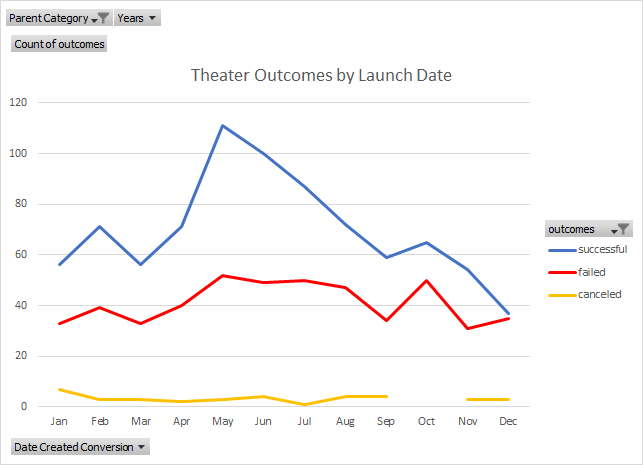 Parent Category Years
Count of outcomes
Theater Outcomes by Launch Date
120
100
80
60
40
20
0
Jan Feb Mar Apr May Jun Jul Aug Sep Oct Nov Dec
outcomes
successful
failed
canceled
Date Created Conversion